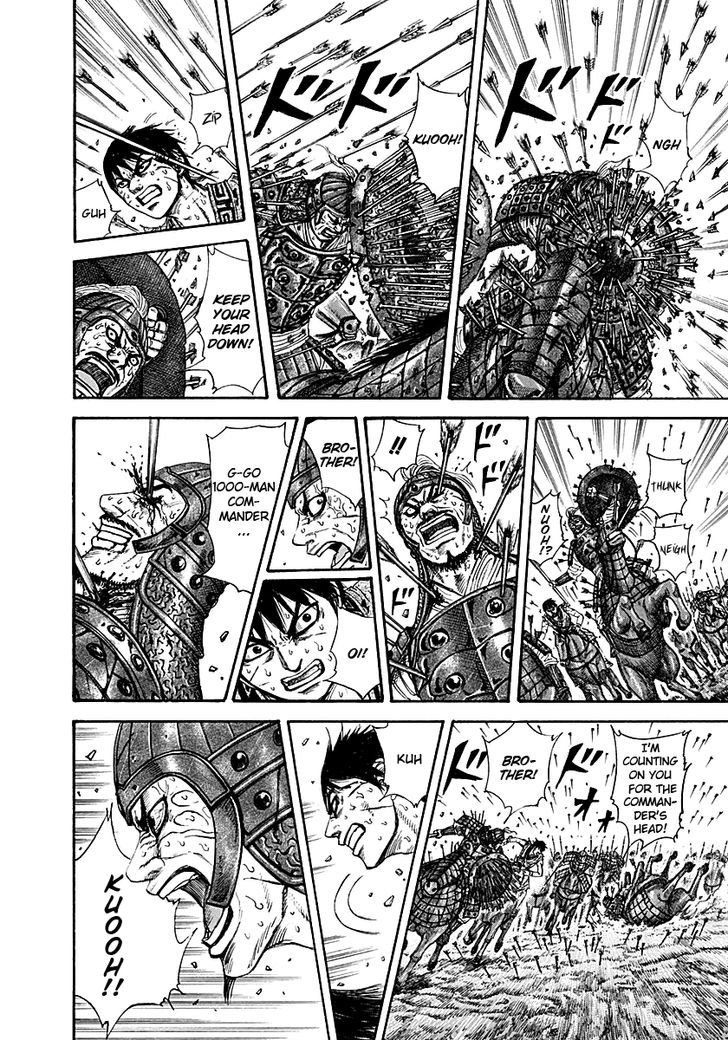 NGH
ド
ド
KUOOH!
ド
ド
ZIP
GUH
KEEP
YOUR
HEAD
DOWN!
THUNK
NEIGH
NUOH!?
!!
ド
ド
BRO-
THER!
OI!
G-GO
1000-MAN
COM-
MANDER
...
I'M
COUNTING
ON YOU
FOR THE
COMMAN-
DER'S
HEAD!
ド
オ
オ
BRO-
THER!
ド
KUH
KUOOH!!